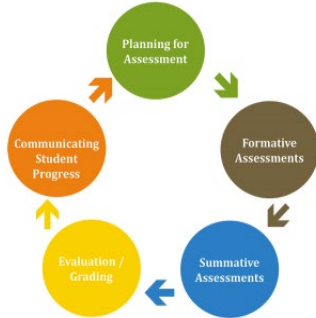 Planning for
Assessment
Formative
Assessments
Summative
Assessments
Evaluation /
Grading
Communicating
Student
Progress